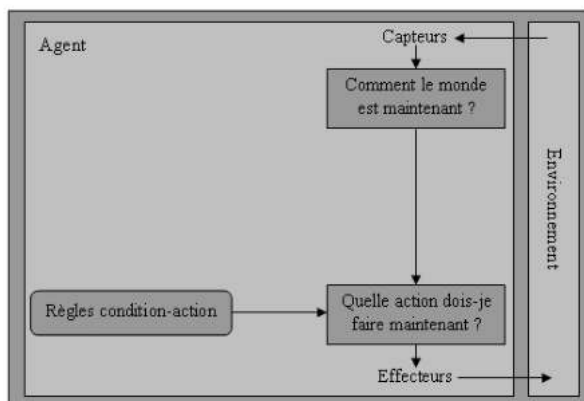 Agent
Capteurs
Comment le monde
est maintenant ?
Environnement
Règles condition-action
Quelle action dois-je
faire maintenant ?
Effecteurs